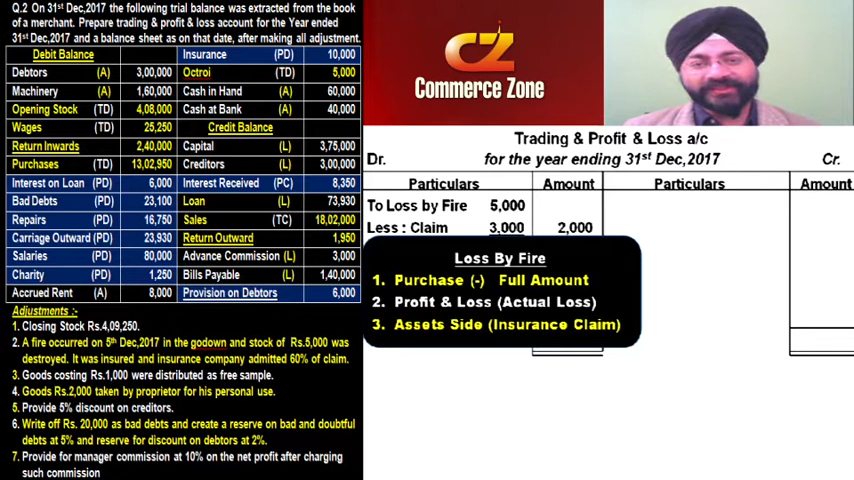 Q.2 On 31st Dec,2017 the following trial balance was extracted from the book
of a merchant. Prepare trading & profit & loss account for the Year ended
31st Dec,2017 and a balance sheet as on that date, after making all adjustment.
Debit Balance Insurance (PD) 10,000
Debtors (A) 3,00,000 Octroi (TD) 5,000
Machinery (A) 1,60,000 Cash in Hand (A) 60,000
Opening Stock (TD) 4,08,000 Cash at Bank (A) 40,000
Wages (TD) 25,250 Credit Balance
Return Inwards 2,40,000 Capital (L) 3,75,000
Purchases (TD) 13,02,950 Creditors (L) 3,00,000
Interest on Loan (PD) 6,000 Interest Received (PC) 8,350
Bad Debts (PD) 23,100 Loan (L) 73,930
Repairs (PD) 16,750 Sales (TC) 18,02,000
Carriage Outward (PD) 23,930 Return Outward 1,950
Salaries (PD) 80,000 Advance Commission (L) 3,000
Charity (PD) 1,250 Bills Payable (L) 1,40,000
Accrued Rent (A) 8,000 Provision on Debtors 6,000
Adjustments :-
1. Closing Stock Rs.4,09,250.
2. A fire occurred on 5th Dec,2017 in the godown and stock of Rs.5,000 was
destroyed. It was insured and insurance company admitted 60% of claim.
3. Goods costing Rs.1,000 were distributed as free sample.
4. Goods Rs.2,000 taken by proprietor for his personal use.
5. Provide 5% discount on creditors.
6. Write off Rs. 20,000 as bad debts and create a reserve on bad and doubtful
debts at 5% and reserve for discount on debtors at 2%.
7. Provide for manager commission at 10% on the net profit after charging
such commission
CZ
Commerce Zone
Trading & Profit & Loss a/c
Dr. for the year ending 31st Dec,2017 Cr.
Particulars Amount Particulars Amount
To Loss by Fire 5,000
Less : Claim 3,000 2,000
Loss By Fire
1. Purchase (-) Full Amount
2. Profit & Loss (Actual Loss)
3. Assets Side (Insurance Claim)